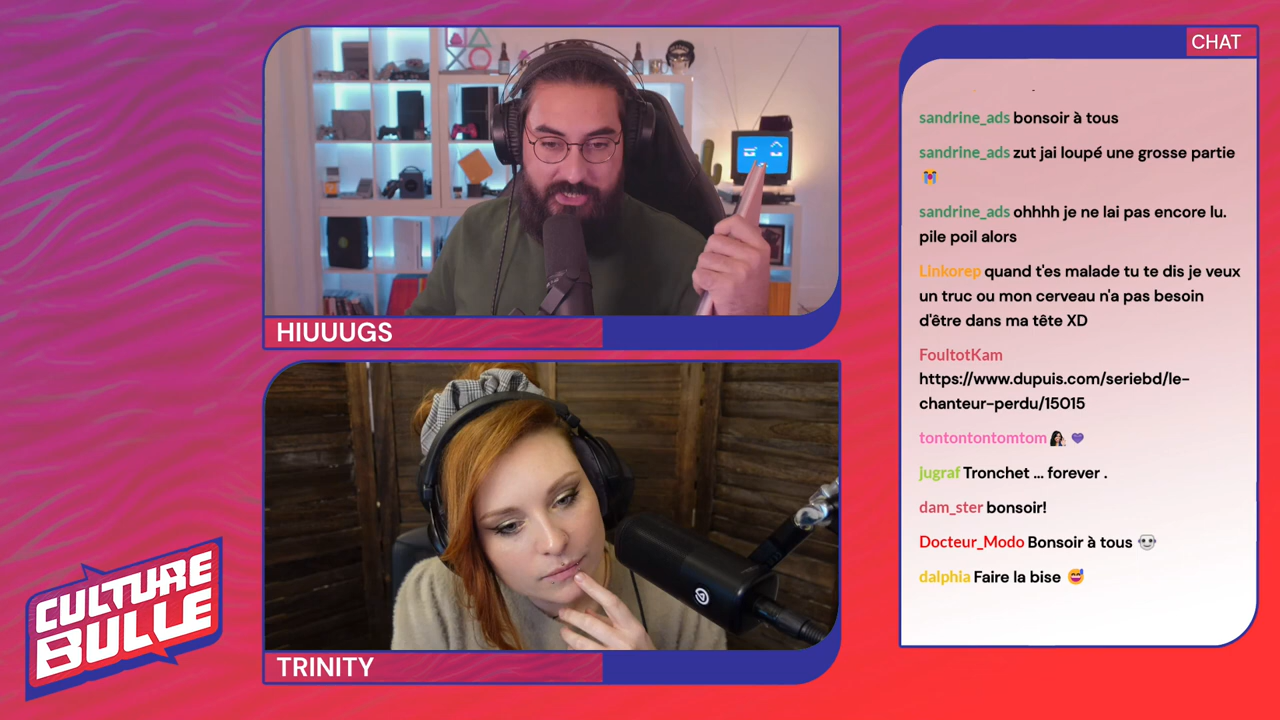 CHAT
sandrine_ads bonsoir à tous
sandrine_ads zut jai loupé une grosse partie
sandrine_ads ohhhh je ne lai pas encore lu.
pile poil alors
Linkorep quand t'es malade tu te dis je veux
un truc ou mon cerveau n'a pas besoin
d'être dans ma tête XD
FoultotKam
https://www.dupuis.com/seriebd/le-
chanteur-perdu/15015
tontontontomtom
jugraf Tronchet ... forever .
dam_ster bonsoir!
Docteur_Modo Bonsoir à tous
dalphia Faire la bise
HIUUUGS
TRINITY
CULTURE
BULLE